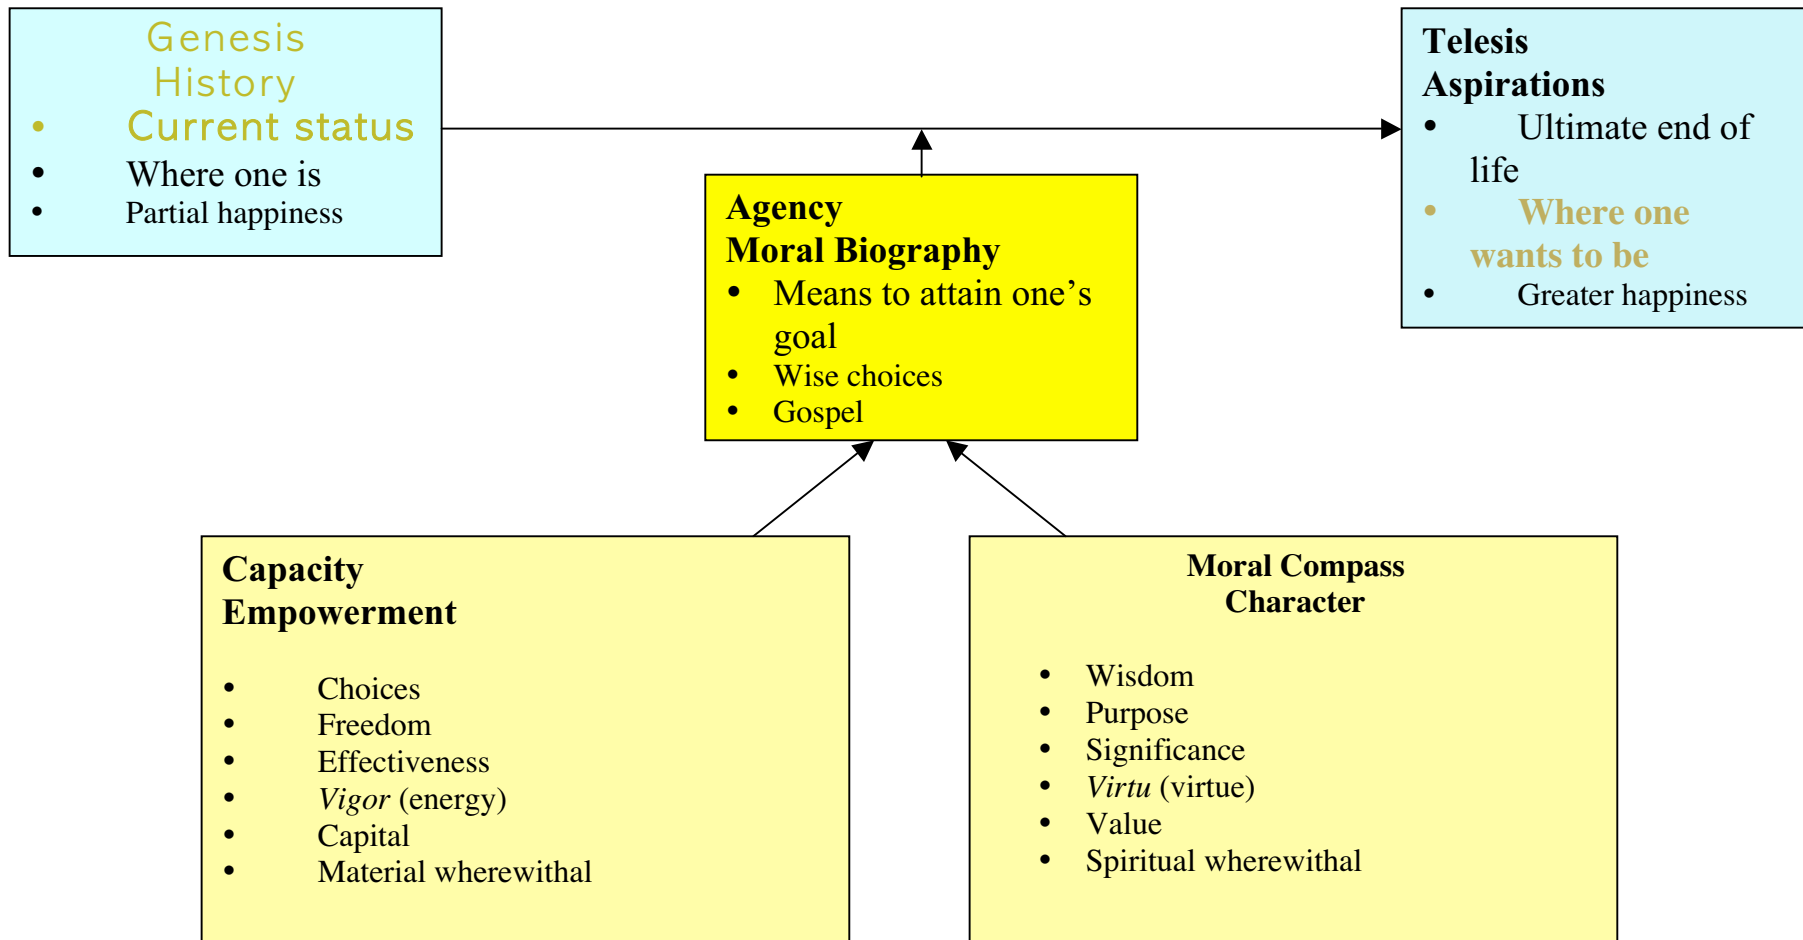 Genesis
History
• Current status
• Where one is
• Partial happiness
Telesis
Aspirations
• Ultimate end of
life
• Where one
wants to be
• Greater happiness
Agency
Moral Biography
• Means to attain one’s
goal
• Wise choices
• Gospel
Capacity
Empowerment
• Choices
• Freedom
• Effectiveness
• Vigor (energy)
• Capital
• Material wherewithal
Moral Compass
Character
• Wisdom
• Purpose
• Significance
• Virtu (virtue)
• Value
• Spiritual wherewithal